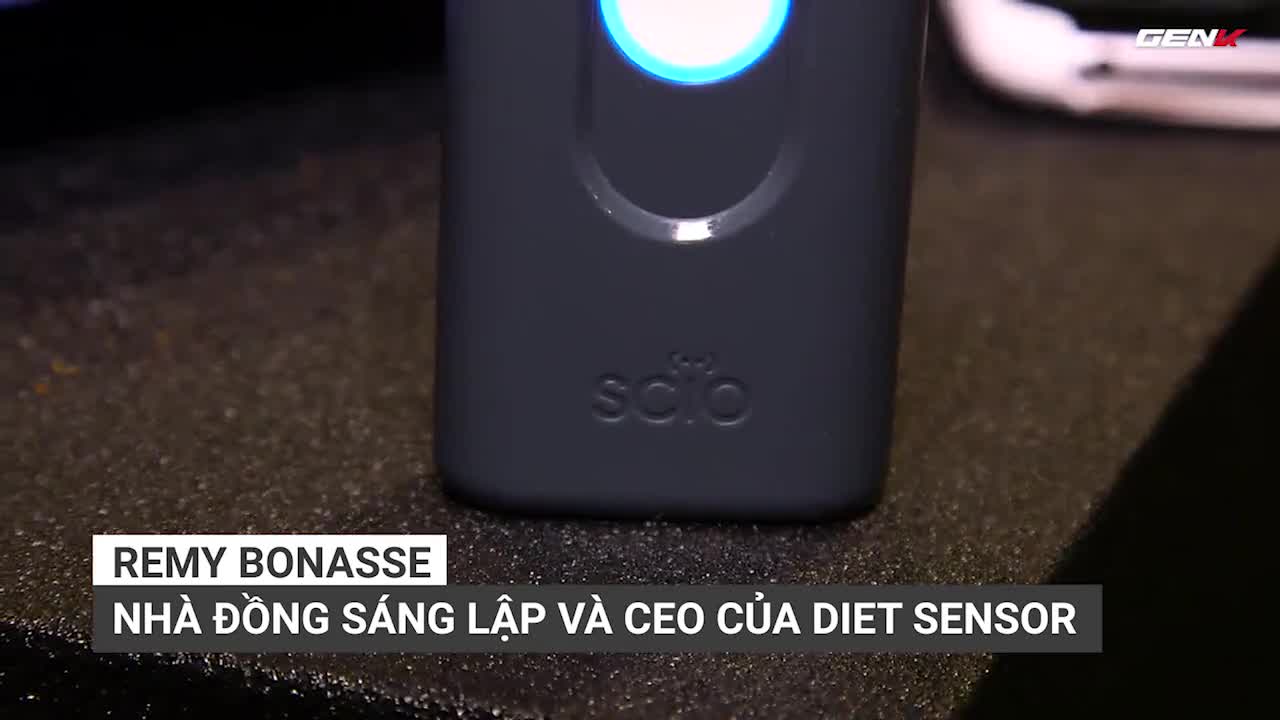 GENK
SCiO
REMY BONASSE
NHÀ ĐỒNG SÁNG LẬP VÀ CEO CỦA DIET SENSOR